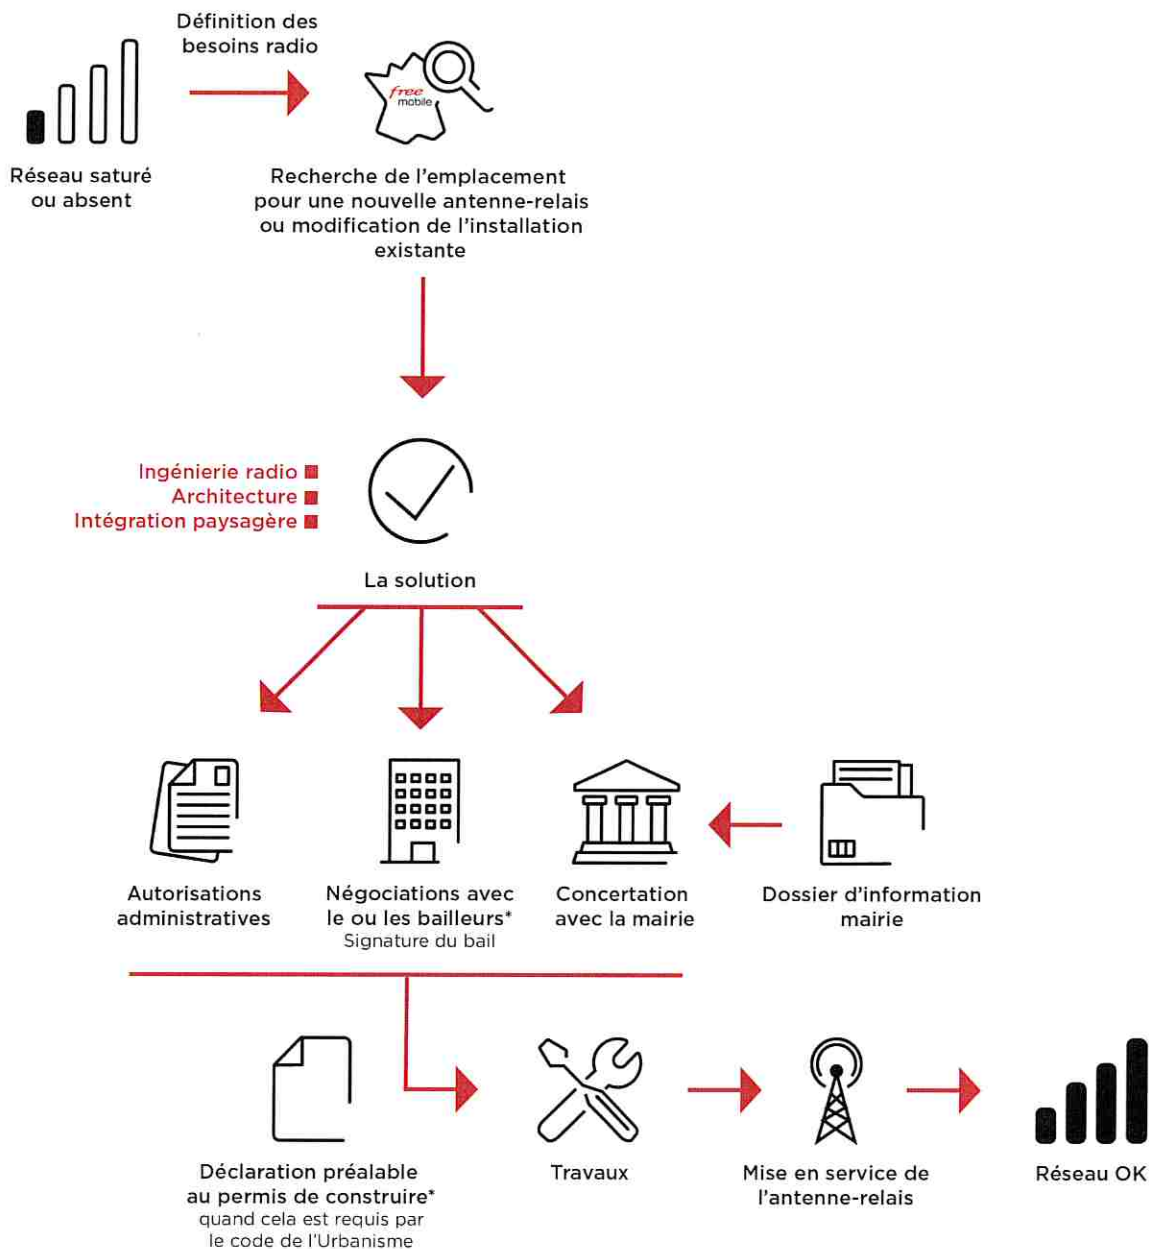 Définition des
besoins radio
free
mobile
Réseau saturé
ou absent
Recherche de l'emplacement
pour une nouvelle antenne-relais
ou modification de l'installation
existante
Ingénierie radio
Architecture
Intégration paysagère
La solution
Autorisations
administratives
Négociations avec
le ou les bailleurs*
Signature du bail
Concertation
avec la mairie
Dossier d'information
mairie
Déclaration préalable
au permis de construire*
quand cela est requis par
le code de l'Urbanisme
Travaux
Mise en service de
l'antenne-relais
Réseau OK